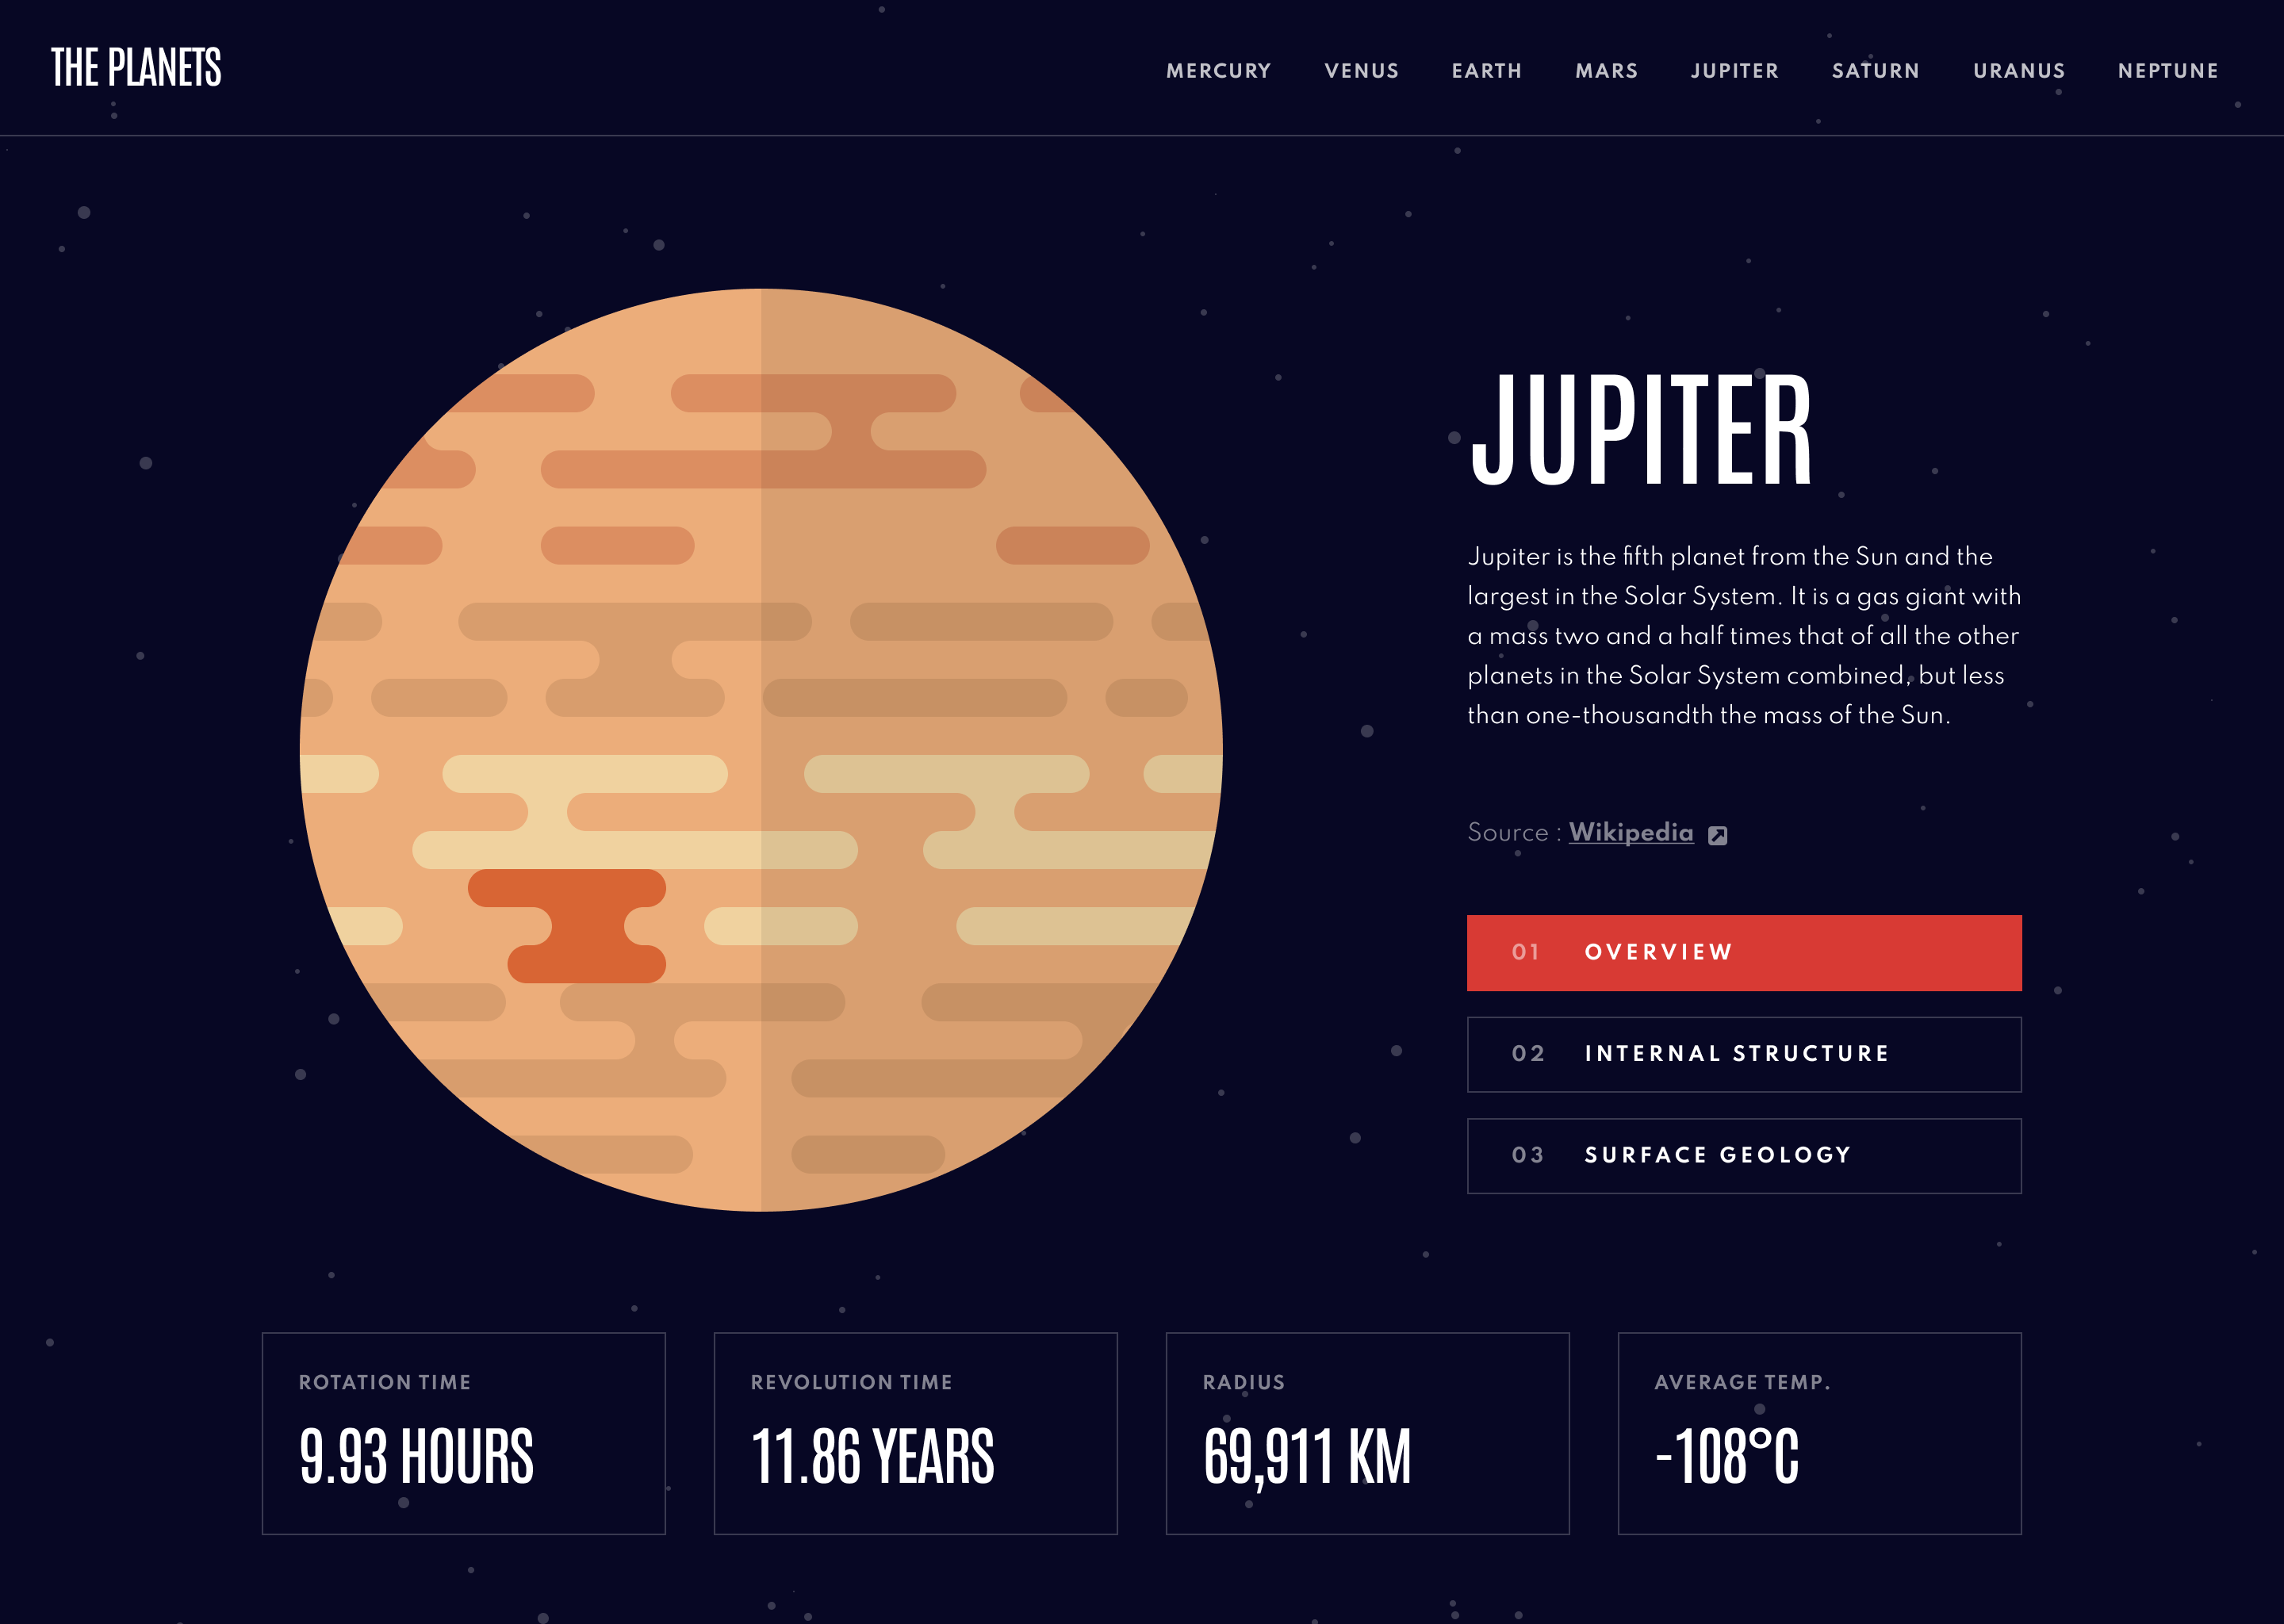 THE PLANETS
MERCURY VENUS EARTH MARS JUPITER SATURN URANUS NEPTUNE
JUPITER
Jupiter is the fifth planet from the Sun and the
largest in the Solar System. It is a gas giant with
a mass two and a half times that of all the other
planets in the Solar System combined, but less
than one-thousandth the mass of the Sun.
Source : Wikipedia
01 OVERVIEW
02 INTERNAL STRUCTURE
03 SURFACE GEOLOGY
ROTATION TIME
9.93 HOURS
REVOLUTION TIME
11.86 YEARS
RADIUS
69,911 KM
AVERAGE TEMP.
-108°C